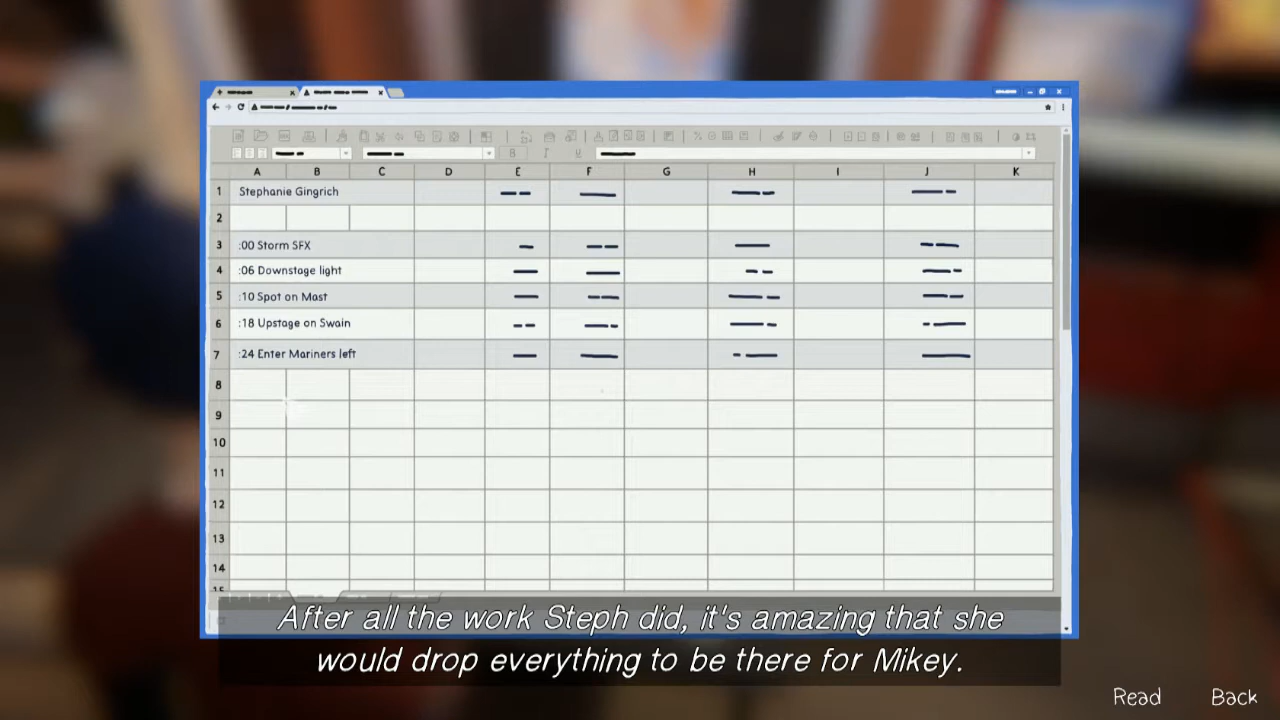 A B C D E F G H I J K
1 Stephanie Gingrich
2
3 :00 Storm SFX
4 :06 Downstage light
5 :10 Spot on Mast
6 :18 Upstage on Swain
7 :24 Enter Mariners left
8
9
10
11
12
13
14
15
After all the work Steph did, it's amazing that she
would drop everything to be there for Mikey.
Read Back